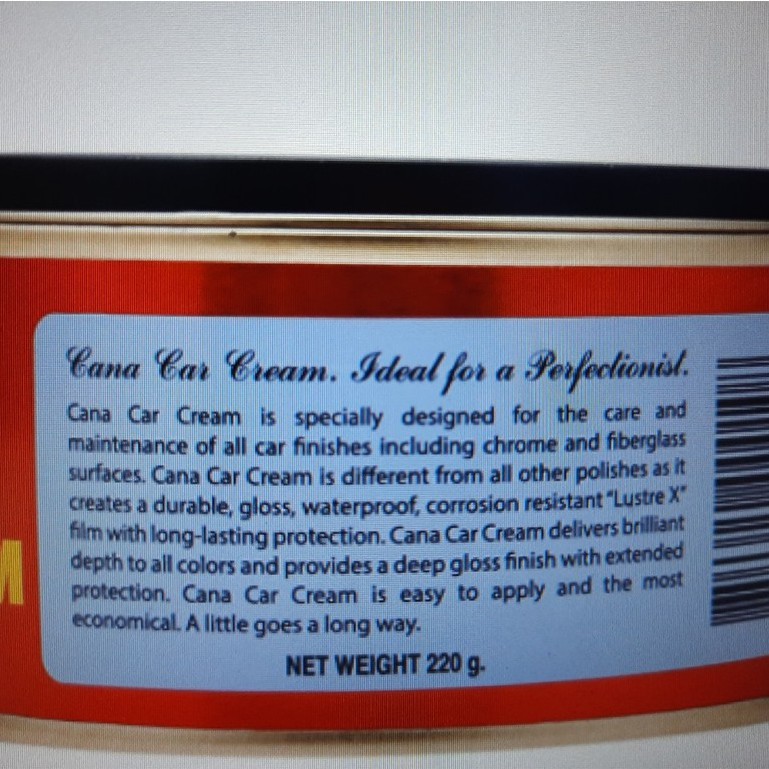 Cana Car Cream. Ideal for a Perfectionist.
Cana Car Cream is specially designed for the care and
maintenance of all car finishes including chrome and fiberglass
surfaces. Cana Car Cream is different from all other polishes as it
creates a durable, gloss, waterproof, corrosion resistant "Lustre X"
film with long-lasting protection. Cana Car Cream delivers brilliant
depth to all colors and provides a deep gloss finish with extended
protection. Cana Car Cream is easy to apply and the most
economical. A little goes a long way.
NET WEIGHT 220 g.